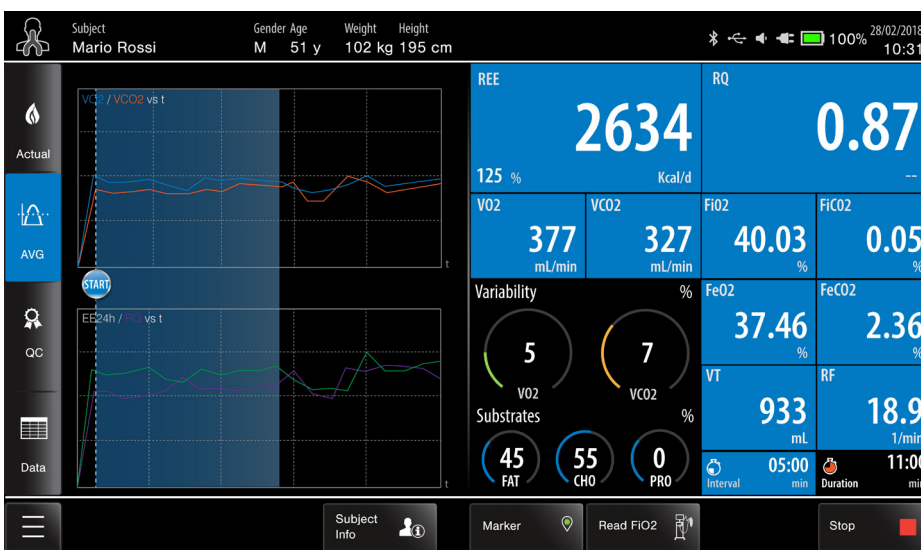 Subject Gender Age Weight Height 28/02/2018
Mario Rossi M 51 y 102 kg 195 cm 100% 10:31
Actual
AVG
QC
Data
VO2 / VCO2 vs t
t
START
EE24h / RQ vs t
t
REE
2634
125 % Kcal/d
RQ
0.87
--
VO2
377
mL/min
VCO2
327
mL/min
FiO2
40.03
%
FiCO2
0.05
%
Variability %
5
VO2
7
VCO2
Substrates %
45
FAT
55
CHO
0
PRO
FeO2
37.46
%
FeCO2
2.36
%
VT
933
mL
RF
18.9
1/min
05:00
Interval min
11:00
Duration min
Subject
Info
Marker
Read FiO2
Stop